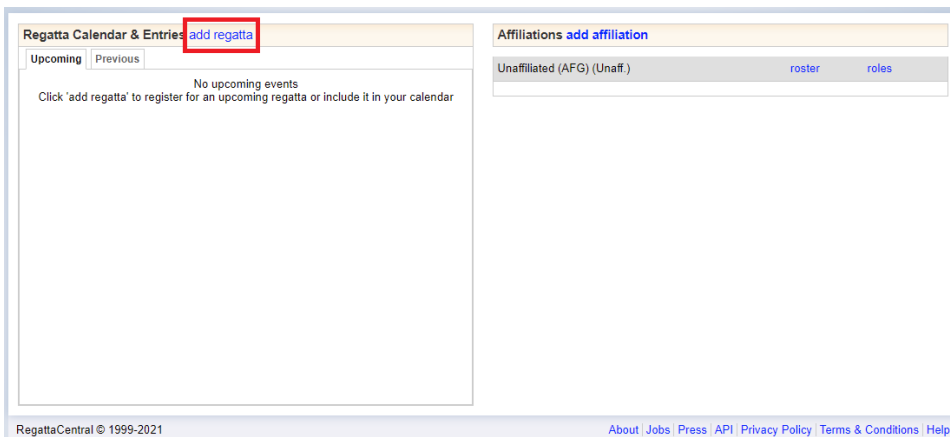 Regatta Calendar & Entries add regatta
Upcoming Previous
No upcoming events
Click 'add regatta' to register for an upcoming regatta or include it in your calendar
Affiliations add affiliation
Unaffiliated (AFG) (Unaff.) roster roles
RegattaCentral © 1999-2021
About | Jobs | Press | API | Privacy Policy | Terms & Conditions | Help